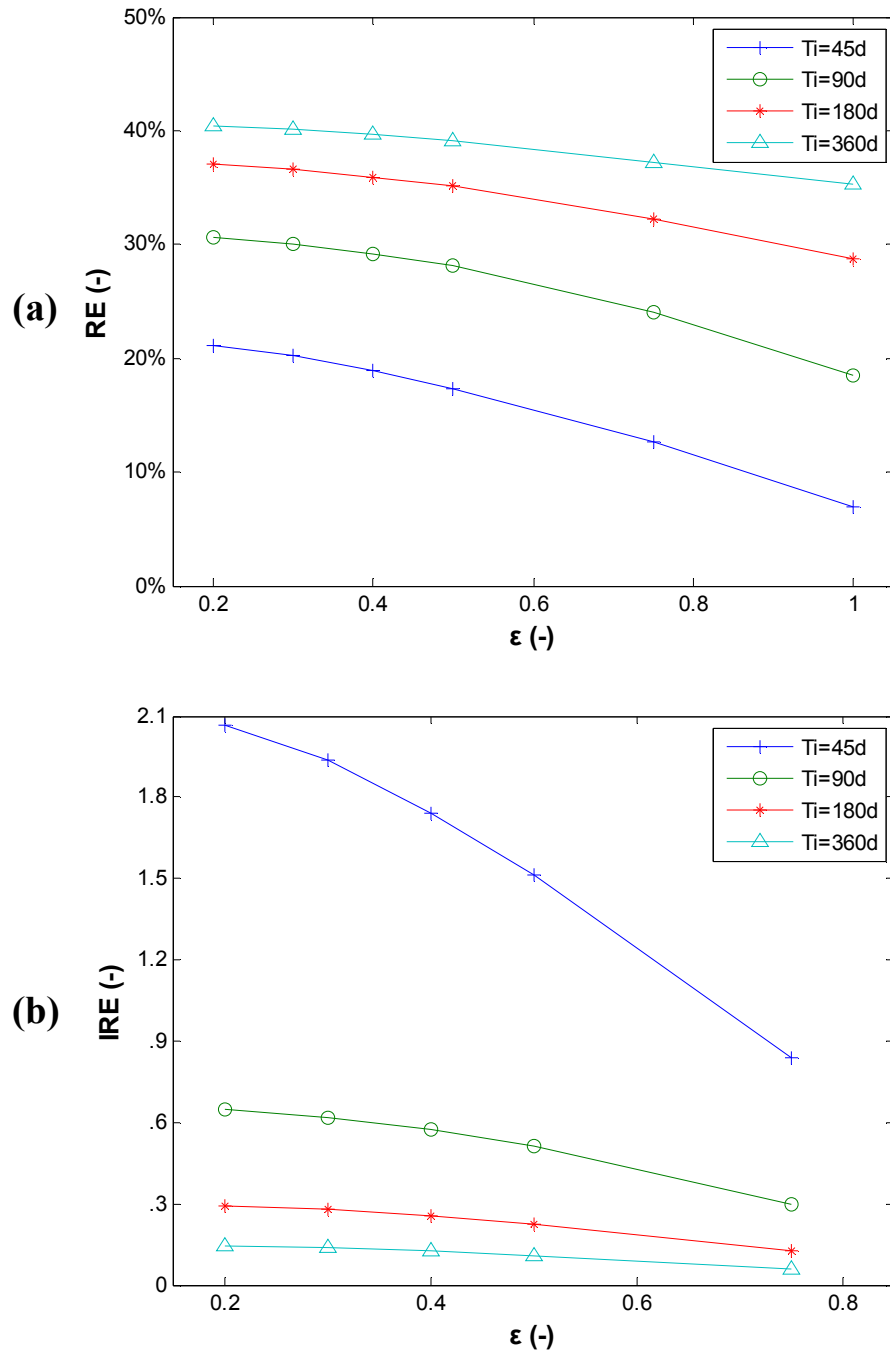 50%
40%
30%
20%
10%
0%
(a)
RE (-)
Ti=45d
Ti=90d
Ti=180d
Ti=360d
0.2
0.4
0.6
0.8
1
ε (-)
2.1
1.8
1.5
1.2
.9
.6
.3
0
(b)
IRE (-)
Ti=45d
Ti=90d
Ti=180d
Ti=360d
0.2
0.4
0.6
0.8
ε (-)